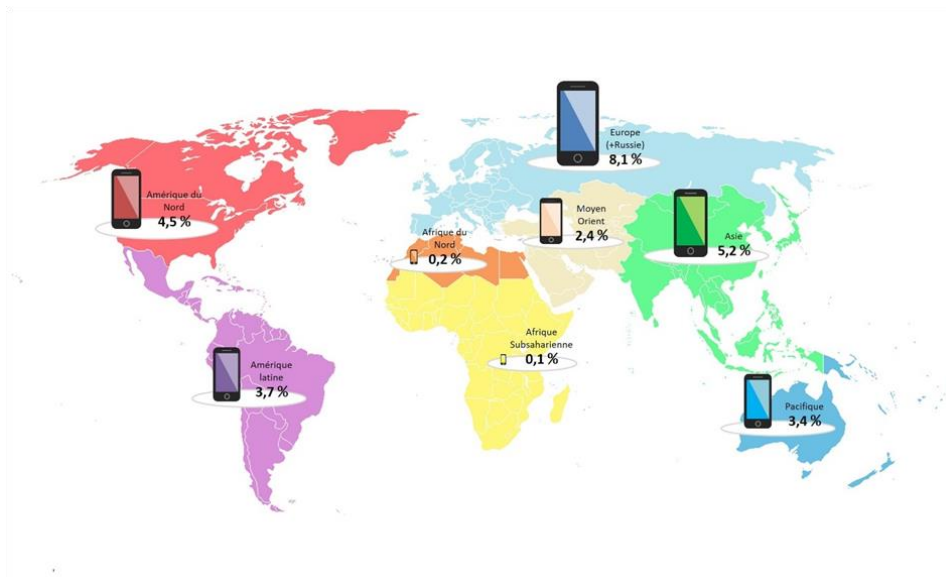 Europe
(+Russie)
8,1 %
Amérique du
Nord
4,5 %
Moyen
Orient
2,4 %
Asie
5,2 %
Afrique du
Nord
0,2 %
Afrique
Subsaharienne
0,1 %
Amérique
latine
3,7 %
Pacifique
3,4 %